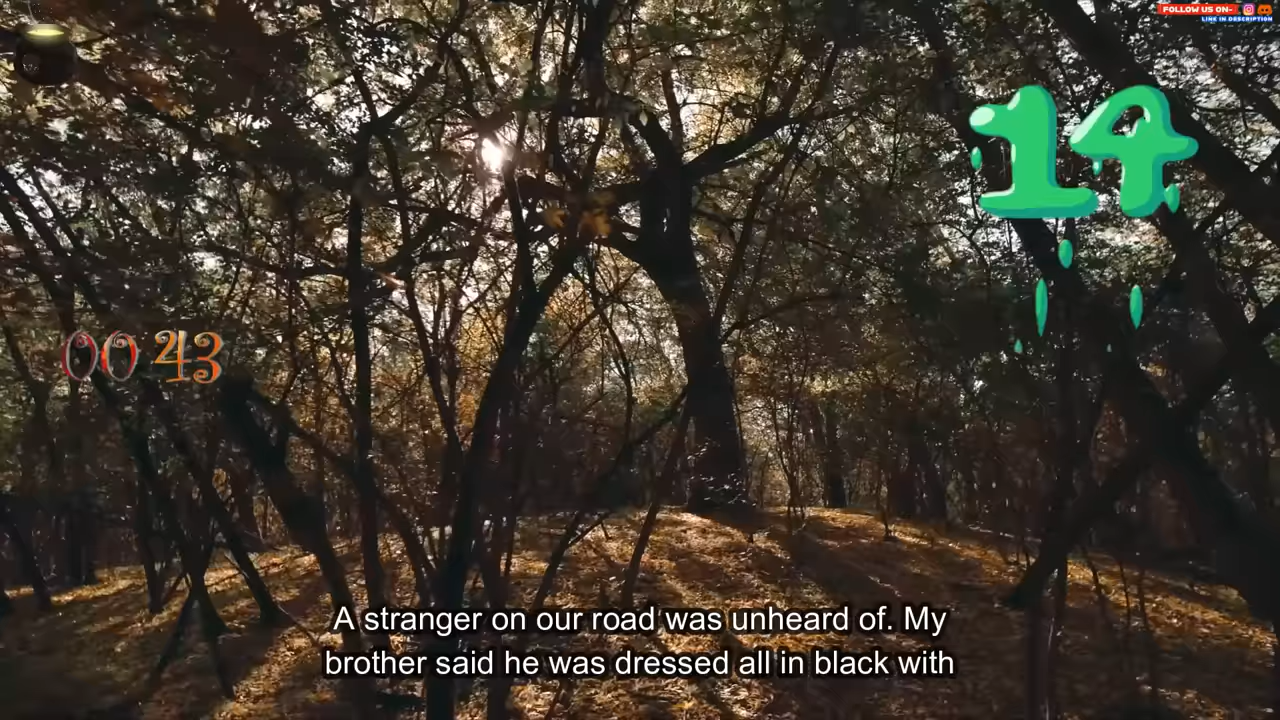 FOLLOW US ON-
LINK IN DESCRIPTION
14
00 43
A stranger on our road was unheard of. My
brother said he was dressed all in black with